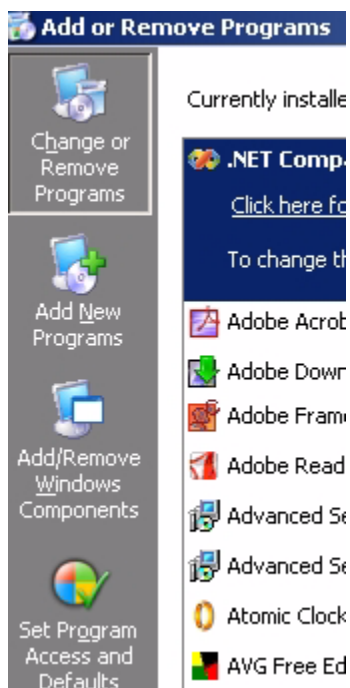 Add or Remove Programs
Change or
Remove
Programs
Add New
Programs
Add/Remove
Windows
Components
Set Program
Access and
Defaults
Currently installe
.NET Comp
Click here fo
To change th
Adobe Acrob
Adobe Down
Adobe Frame
Adobe Read
Advanced Se
Advanced Se
Atomic Clock
AVG Free Ed